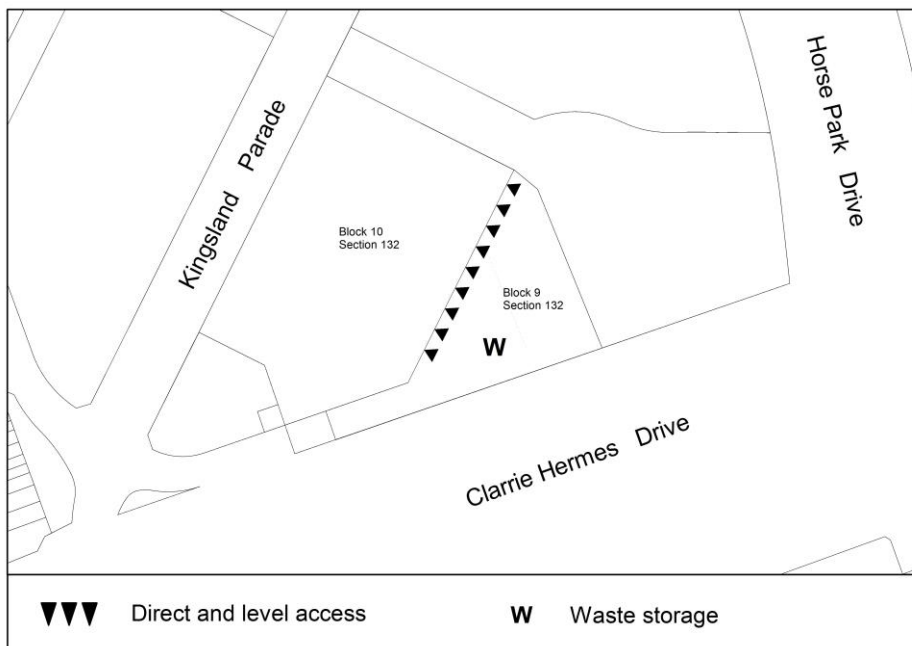 Horse Park Drive
Kingsland Parade
Block 10
Section 132
Block 9
Section 132
W
Clarrie Hermes Drive
Direct and level access
W Waste storage